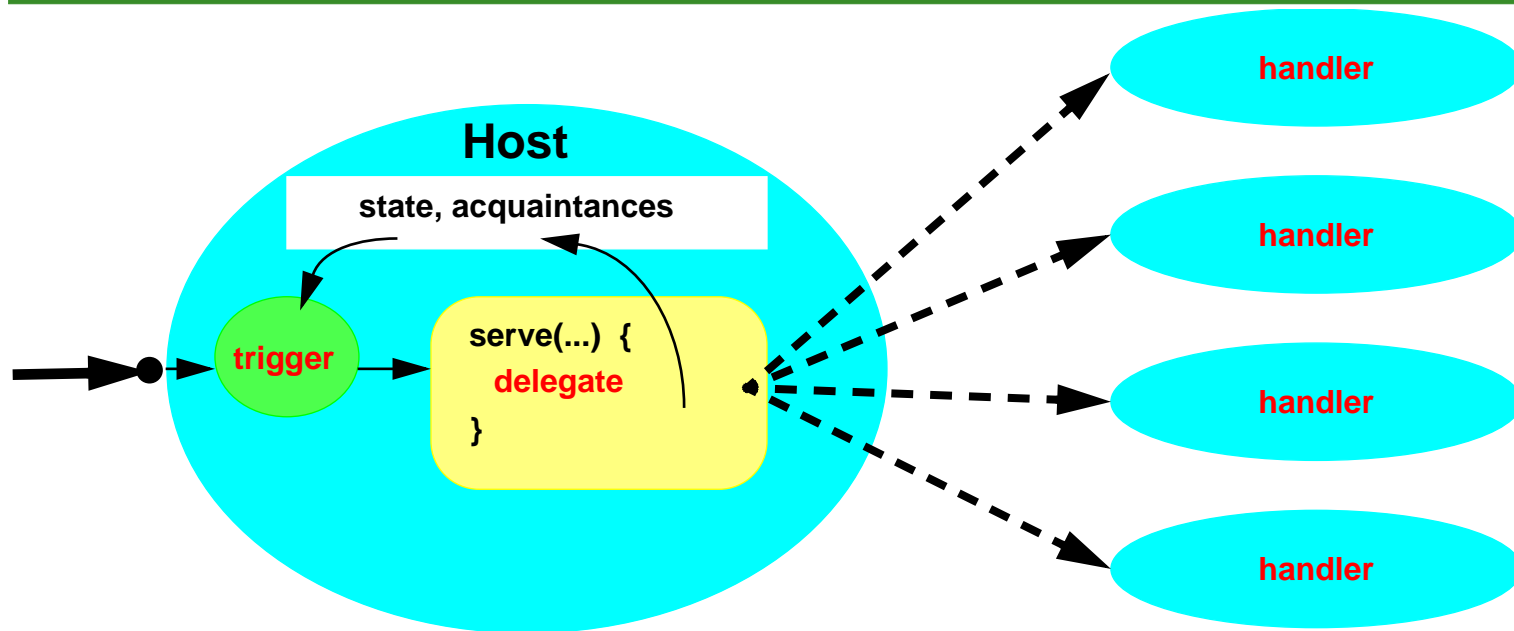 Host
state, acquaintances
trigger
serve(...) {
delegate
}
handler
handler
handler
handler